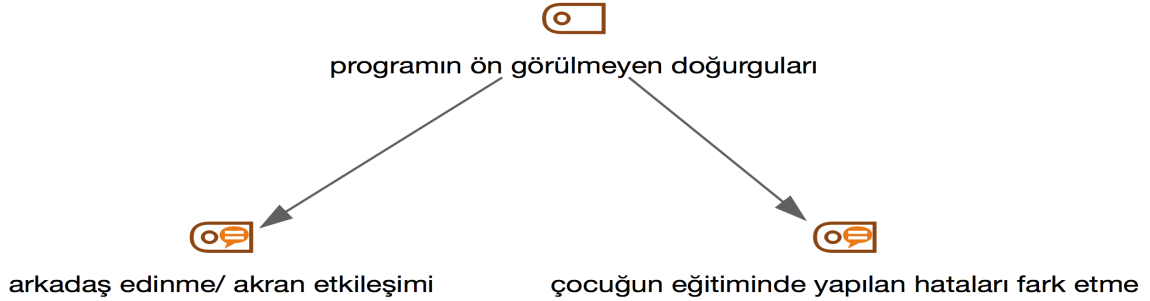 programın ön görülmeyen doğurguları
arkadaş edinme/ akran etkileşimi
çocuğun eğitiminde yapılan hataları fark etme